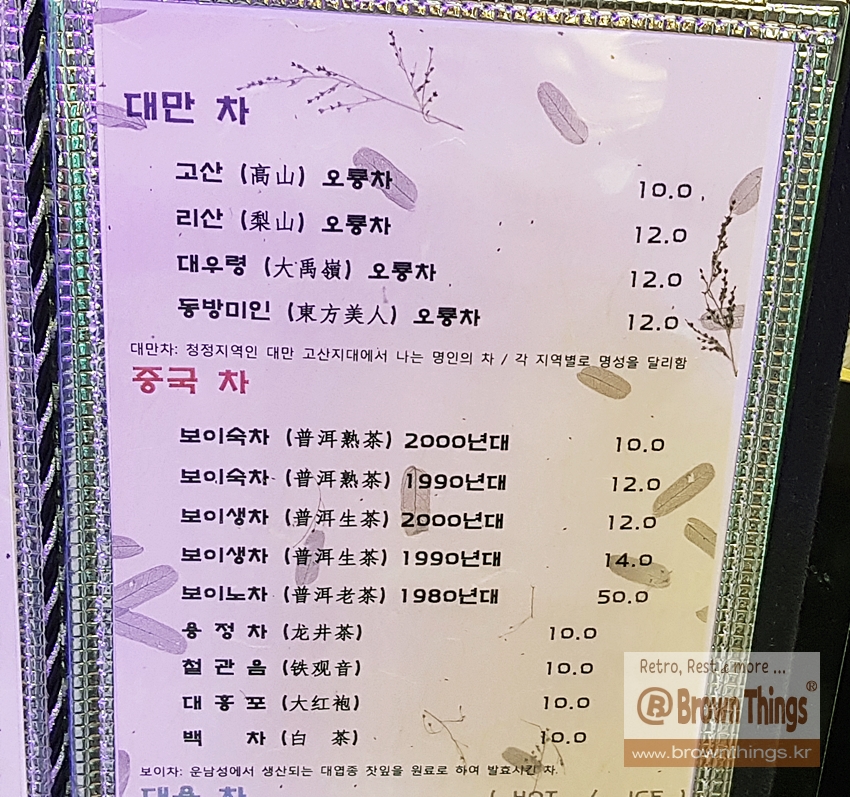 대만 차
고산 (高山) 오룡차 10.0
리산 (梨山) 오룡차 12.0
대우령 (大禹嶺) 오룡차 12.0
동방미인 (東方美人) 오룡차 12.0
대만차: 청정지역인 대만 고산지대에서 나는 명인의 차 / 각 지역별로 명성을 달리함
중국 차
보이숙차 (普洱熟茶) 2000년대 10.0
보이숙차 (普洱熟茶) 1990년대 12.0
보이생차 (普洱生茶) 2000년대 12.0
보이생차 (普洱生茶) 1990년대 14.0
보이노차 (普洱老茶) 1980년대 50.0
용정차 (龙井茶) 10.0
철관음 (铁观音) 10.0
대홍포 (大红袍) 10.0
백 차 (白 茶) 10.0
보이차: 운남성에서 생산되는 대엽종 찻잎을 원료로 하여 발효시킨 차.
대용 차 ( HOT / ICE )
Retro, Rest & more ...
® Brown Things®
www.brownthings.kr